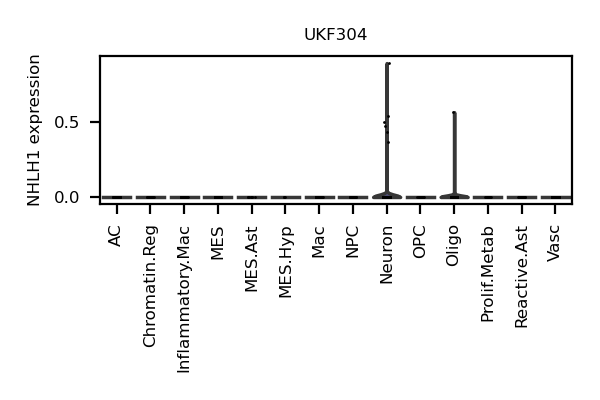 UKF304
NHLH1 expression
0.5
0.0
AC
Chromatin.Reg
Inflammatory.Mac
MES
MES.Ast
MES.Hyp
Mac
NPC
Neuron
OPC
Oligo
Prolif.Metab
Reactive.Ast
Vasc